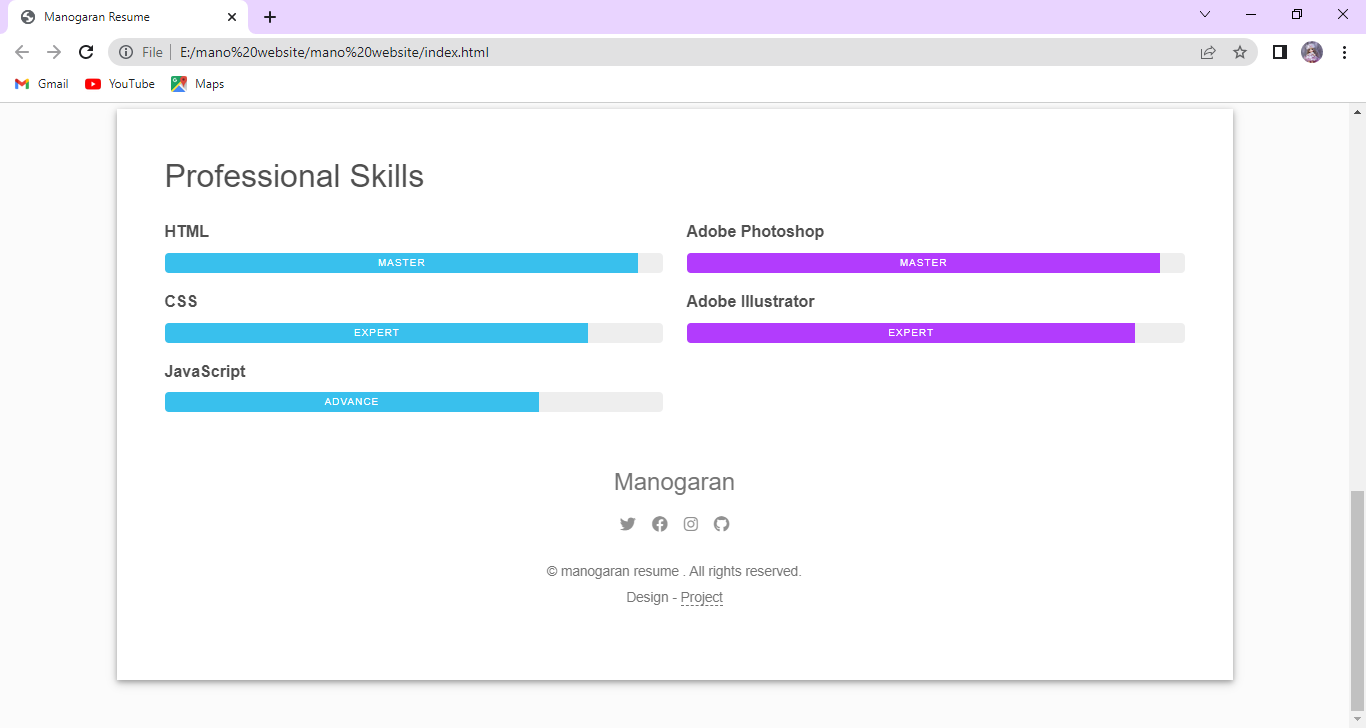 Manogaran Resume
File | E:/mano%20website/mano%20website/index.html
Gmail YouTube Maps
Professional Skills
HTML
MASTER
CSS
EXPERT
JavaScript
ADVANCE
Adobe Photoshop
MASTER
Adobe Illustrator
EXPERT
Manogaran
© manogaran resume . All rights reserved.
Design - Project